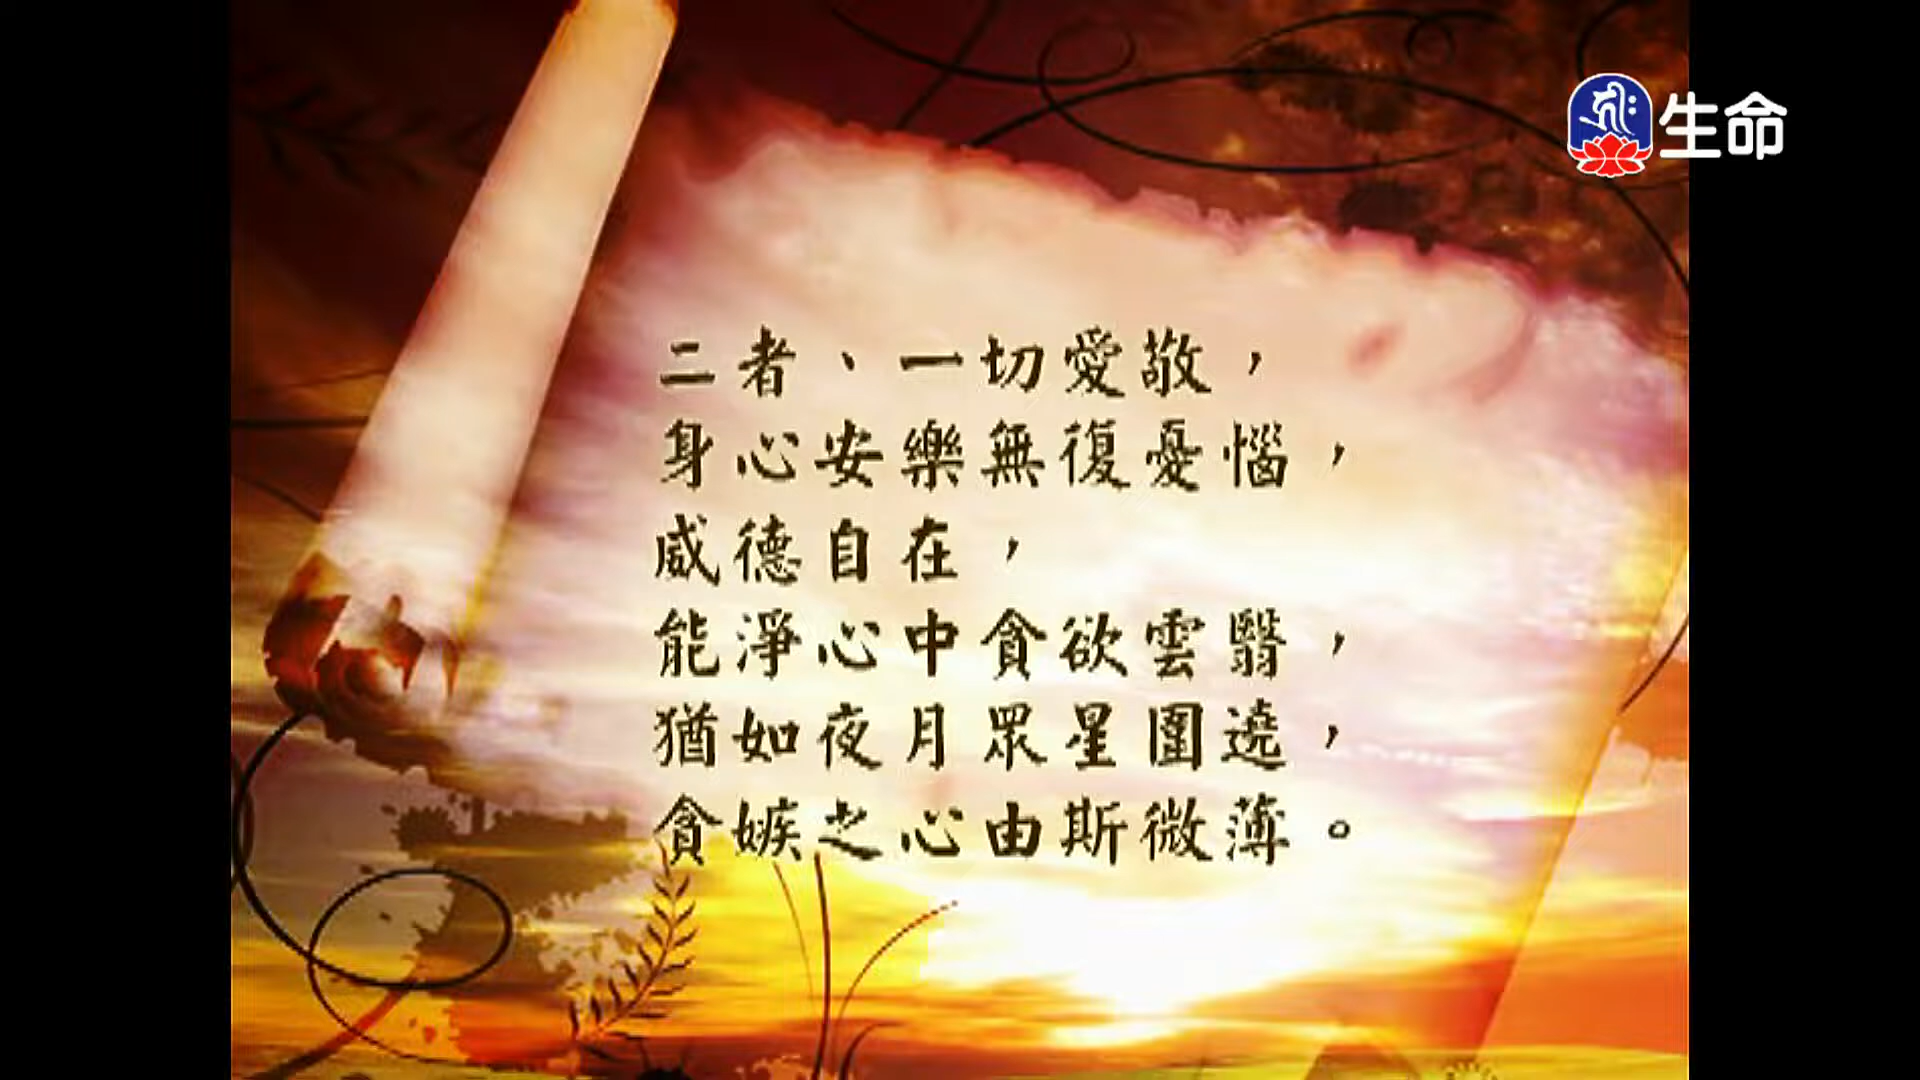 生命
二者、一切愛敬，
身心安樂無復憂惱，
威德自在，
能淨心中貪欲雲翳，
猶如夜月眾星圍遶，
貪嫉之心由斯微薄。